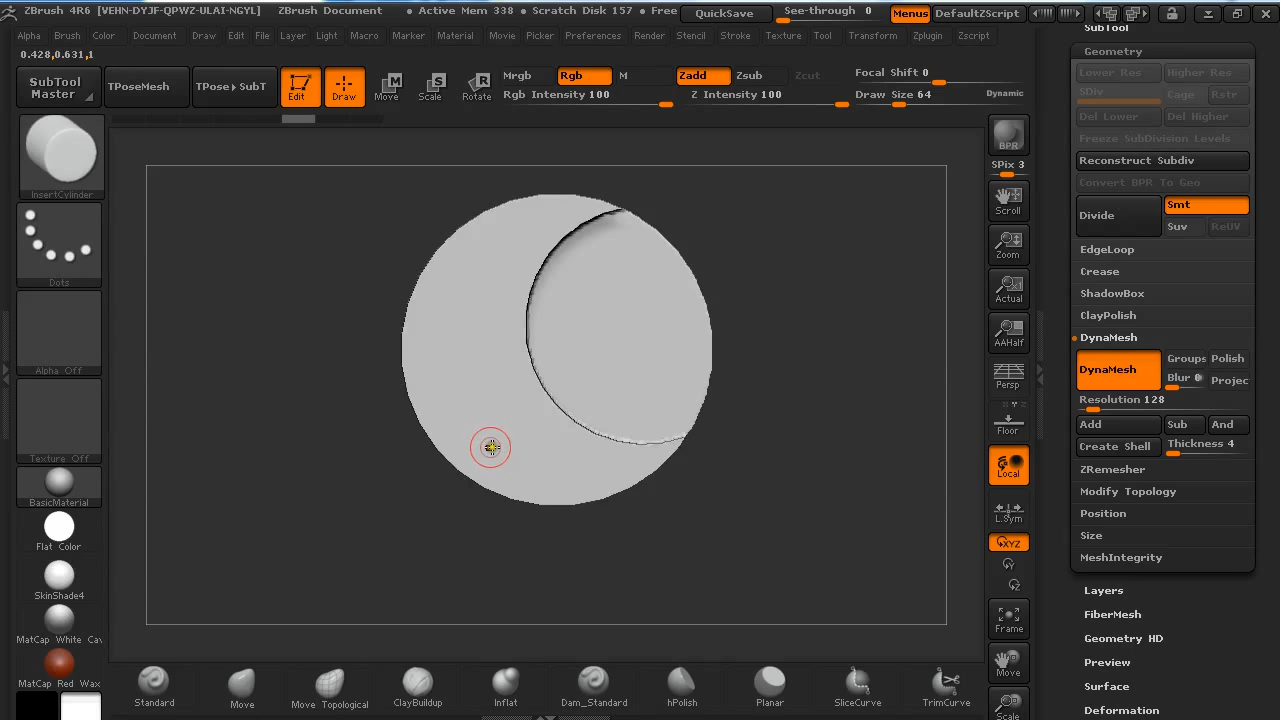 ZBrush 4R6 [VEHN-DYJF-QPWZ-ULAI-NGYL] ZBrush Document • Active Mem 338 • Scratch Disk 157 • Free QuickSave See-through 0 Menus DefaultZScript
Alpha Brush Color Document Draw Edit File Layer Light Macro Marker Material Movie Picker Preferences Render Stencil Stroke Texture Tool Transform Zplugin Zscript
0.428,0.631,1
SubTool Master
TPoseMesh
TPose▸SubT
Edit
Draw
Move
Scale
Rotate
Mrgb Rgb M Zadd Zsub Zcut
Rgb Intensity 100 Z Intensity 100
Focal Shift 0
Draw Size 64 Dynamic
InsertCylinder
Dots
Alpha Off
Texture Off
BasicMaterial
Flat Color
SkinShade4
MatCap White Cav
MatCap Red Wax
BPR
SPix 3
Scroll
Zoom
Actual
AAHalf
Persp
Floor
Local
L.Sym
XYZ
Y
Z
Frame
Move
Scale
SubTool
Geometry
Lower Res Higher Res
SDiv Cage Rstr
Del Lower Del Higher
Freeze SubDivision Levels
Reconstruct Subdiv
Convert BPR To Geo
Divide Smt
Suv ReUV
EdgeLoop
Crease
ShadowBox
ClayPolish
DynaMesh
DynaMesh Groups Polish
Blur Projec
Resolution 128
Add Sub And
Create Shell Thickness 4
ZRemesher
Modify Topology
Position
Size
MeshIntegrity
Layers
FiberMesh
Geometry HD
Preview
Surface
Deformation
Standard Move Move Topological ClayBuildup Inflat Dam_Standard hPolish Planar SliceCurve TrimCurve